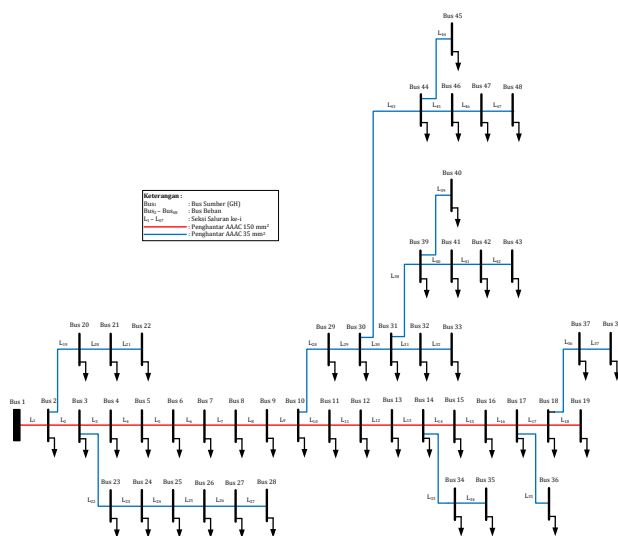 Bus 45
L₄₄
Bus 44 Bus 46 Bus 47 Bus 48
L₄₃ L₄₅ L₄₆ L₄₇
Bus 40
L₃₉
Keterangan :
Bus₁ : Bus Sumber (GH)
Bus₂ – Bus₄₈ : Bus Beban
L₁ – L₄₇ : Seksi Saluran ke-i
: Penghantar AAAC 150 mm²
: Penghantar AAAC 35 mm²
Bus 39 Bus 41 Bus 42 Bus 43
L₄₀ L₄₁ L₄₂
L₃₈
Bus 20 Bus 21 Bus 22 Bus 29 Bus 30 Bus 31 Bus 32 Bus 33 Bus 37 Bus 3
L₁₉ L₂₀ L₂₁ L₂₈ L₂₉ L₃₀ L₃₁ L₃₂ L₃₆ L₃₇
Bus 1 Bus 2 Bus 3 Bus 4 Bus 5 Bus 6 Bus 7 Bus 8 Bus 9 Bus 10 Bus 11 Bus 12 Bus 13 Bus 14 Bus 15 Bus 16 Bus 17 Bus 18 Bus 19
L₁ L₂ L₃ L₄ L₅ L₆ L₇ L₈ L₉ L₁₀ L₁₁ L₁₂ L₁₃ L₁₄ L₁₅ L₁₆ L₁₇ L₁₈
Bus 23 Bus 24 Bus 25 Bus 26 Bus 27 Bus 28 Bus 34 Bus 35 Bus 36
L₂₂ L₂₃ L₂₄ L₂₅ L₂₆ L₂₇ L₃₃ L₃₄ L₃₅